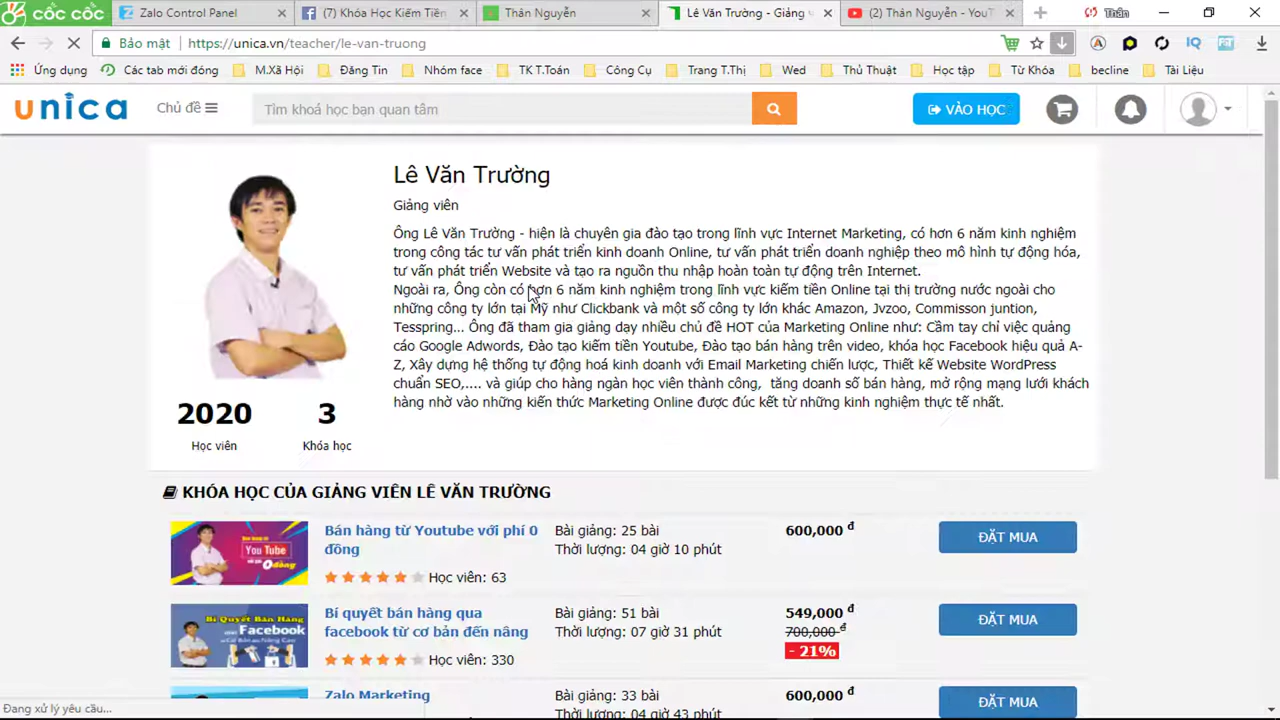 cốc cốc
Zalo Control Panel
(7) Khóa Học Kiếm Tiền
Thân Nguyễn
Lê Văn Trường - Giảng v
(2) Thân Nguyễn - YouT
Thân
Bảo mật
https://unica.vn/teacher/le-van-truong
Ứng dụng
Các tab mới đóng
M.Xã Hội
Đăng Tin
Nhóm face
TK T.Toán
Công Cụ
Trang T.Thị
Wed
Thủ Thuật
Học tập
Từ Khóa
becline
Tài Liệu
unica
Chủ đề
Tìm khoá học bạn quan tâm
VÀO HỌC
Lê Văn Trường
Giảng viên
Ông Lê Văn Trường - hiện là chuyên gia đào tạo trong lĩnh vực Internet Marketing, có hơn 6 năm kinh nghiệm
trong công tác tư vấn phát triển kinh doanh Online, tư vấn phát triển doanh nghiệp theo mô hình tự động hóa,
tư vấn phát triển Website và tạo ra nguồn thu nhập hoàn toàn tự động trên Internet.
Ngoài ra, Ông còn có hơn 6 năm kinh nghiệm trong lĩnh vực kiếm tiền Online tại thị trường nước ngoài cho
những công ty lớn tại Mỹ như Clickbank và một số công ty lớn khác Amazon, Jvzoo, Commisson juntion,
Tesspring... Ông đã tham gia giảng dạy nhiều chủ đề HOT của Marketing Online như: Cầm tay chỉ việc quảng
cáo Google Adwords, Đào tạo kiếm tiền Youtube, Đào tạo bán hàng trên video, khóa học Facebook hiệu quả A-
Z, Xây dựng hệ thống tự động hoá kinh doanh với Email Marketing chiến lược, Thiết kế Website WordPress
chuẩn SEO,.... và giúp cho hàng ngàn học viên thành công, tăng doanh số bán hàng, mở rộng mạng lưới khách
hàng nhờ vào những kiến thức Marketing Online được đúc kết từ những kinh nghiệm thực tế nhất.
2020
3
Học viên
Khóa học
KHÓA HỌC CỦA GIẢNG VIÊN LÊ VĂN TRƯỜNG
You Tube
0 đồng
Bán hàng từ Youtube với phí 0
đồng
Học viên: 63
Bài giảng: 25 bài
Thời lượng: 04 giờ 10 phút
600,000 đ
ĐẶT MUA
Bí Quyết Bán Hàng
Facebook
Bí quyết bán hàng qua
facebook từ cơ bản đến nâng
Học viên: 330
Bài giảng: 51 bài
Thời lượng: 07 giờ 31 phút
549,000 đ
700,000 đ
- 21%
ĐẶT MUA
Zalo Marketing
Bài giảng: 33 bài
Thời lượng: 04 giờ 43 phút
600,000 đ
ĐẶT MUA
Đang xử lý yêu cầu...